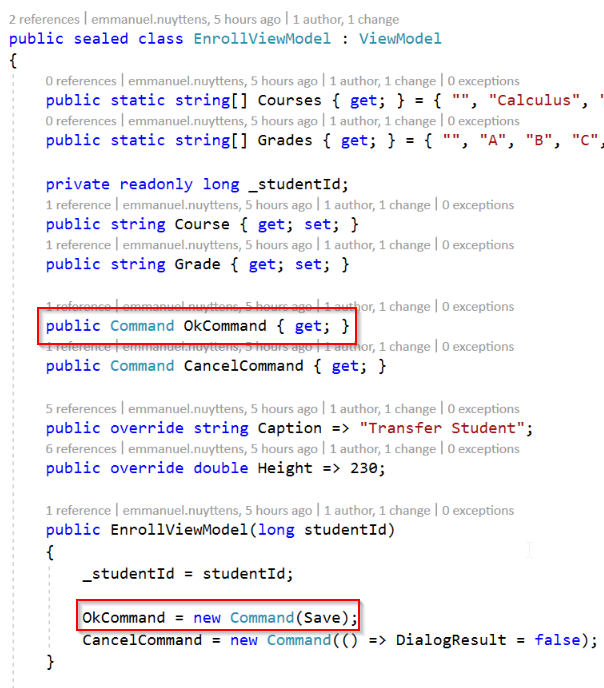 2 references | emmanuel.nuyttens, 5 hours ago | 1 author, 1 change
public sealed class EnrollViewModel : ViewModel
{
0 references | emmanuel.nuyttens, 5 hours ago | 1 author, 1 change | 0 exceptions
public static string[] Courses { get; } = { "", "Calculus", '
0 references | emmanuel.nuyttens, 5 hours ago | 1 author, 1 change | 0 exceptions
public static string[] Grades { get; } = { "", "A", "B", "C",
private readonly long _studentId;
1 reference | emmanuel.nuyttens, 5 hours ago | 1 author, 1 change | 0 exceptions
public string Course { get; set; }
1 reference | emmanuel.nuyttens, 5 hours ago | 1 author, 1 change | 0 exceptions
public string Grade { get; set; }
1 reference | emmanuel.nuyttens, 5 hours ago | 1 author, 1 change | 0 exceptions
public Command OkCommand { get; }
1 reference | emmanuel.nuyttens, 5 hours ago | 1 author, 1 change | 0 exceptions
public Command CancelCommand { get; }
5 references | emmanuel.nuyttens, 5 hours ago | 1 author, 1 change | 0 exceptions
public override string Caption => "Transfer Student";
6 references | emmanuel.nuyttens, 5 hours ago | 1 author, 1 change | 0 exceptions
public override double Height => 230;
1 reference | emmanuel.nuyttens, 5 hours ago | 1 author, 1 change | 0 exceptions
public EnrollViewModel(long studentId)
{
_studentId = studentId;
OkCommand = new Command(Save);
CancelCommand = new Command(() => DialogResult = false);
}